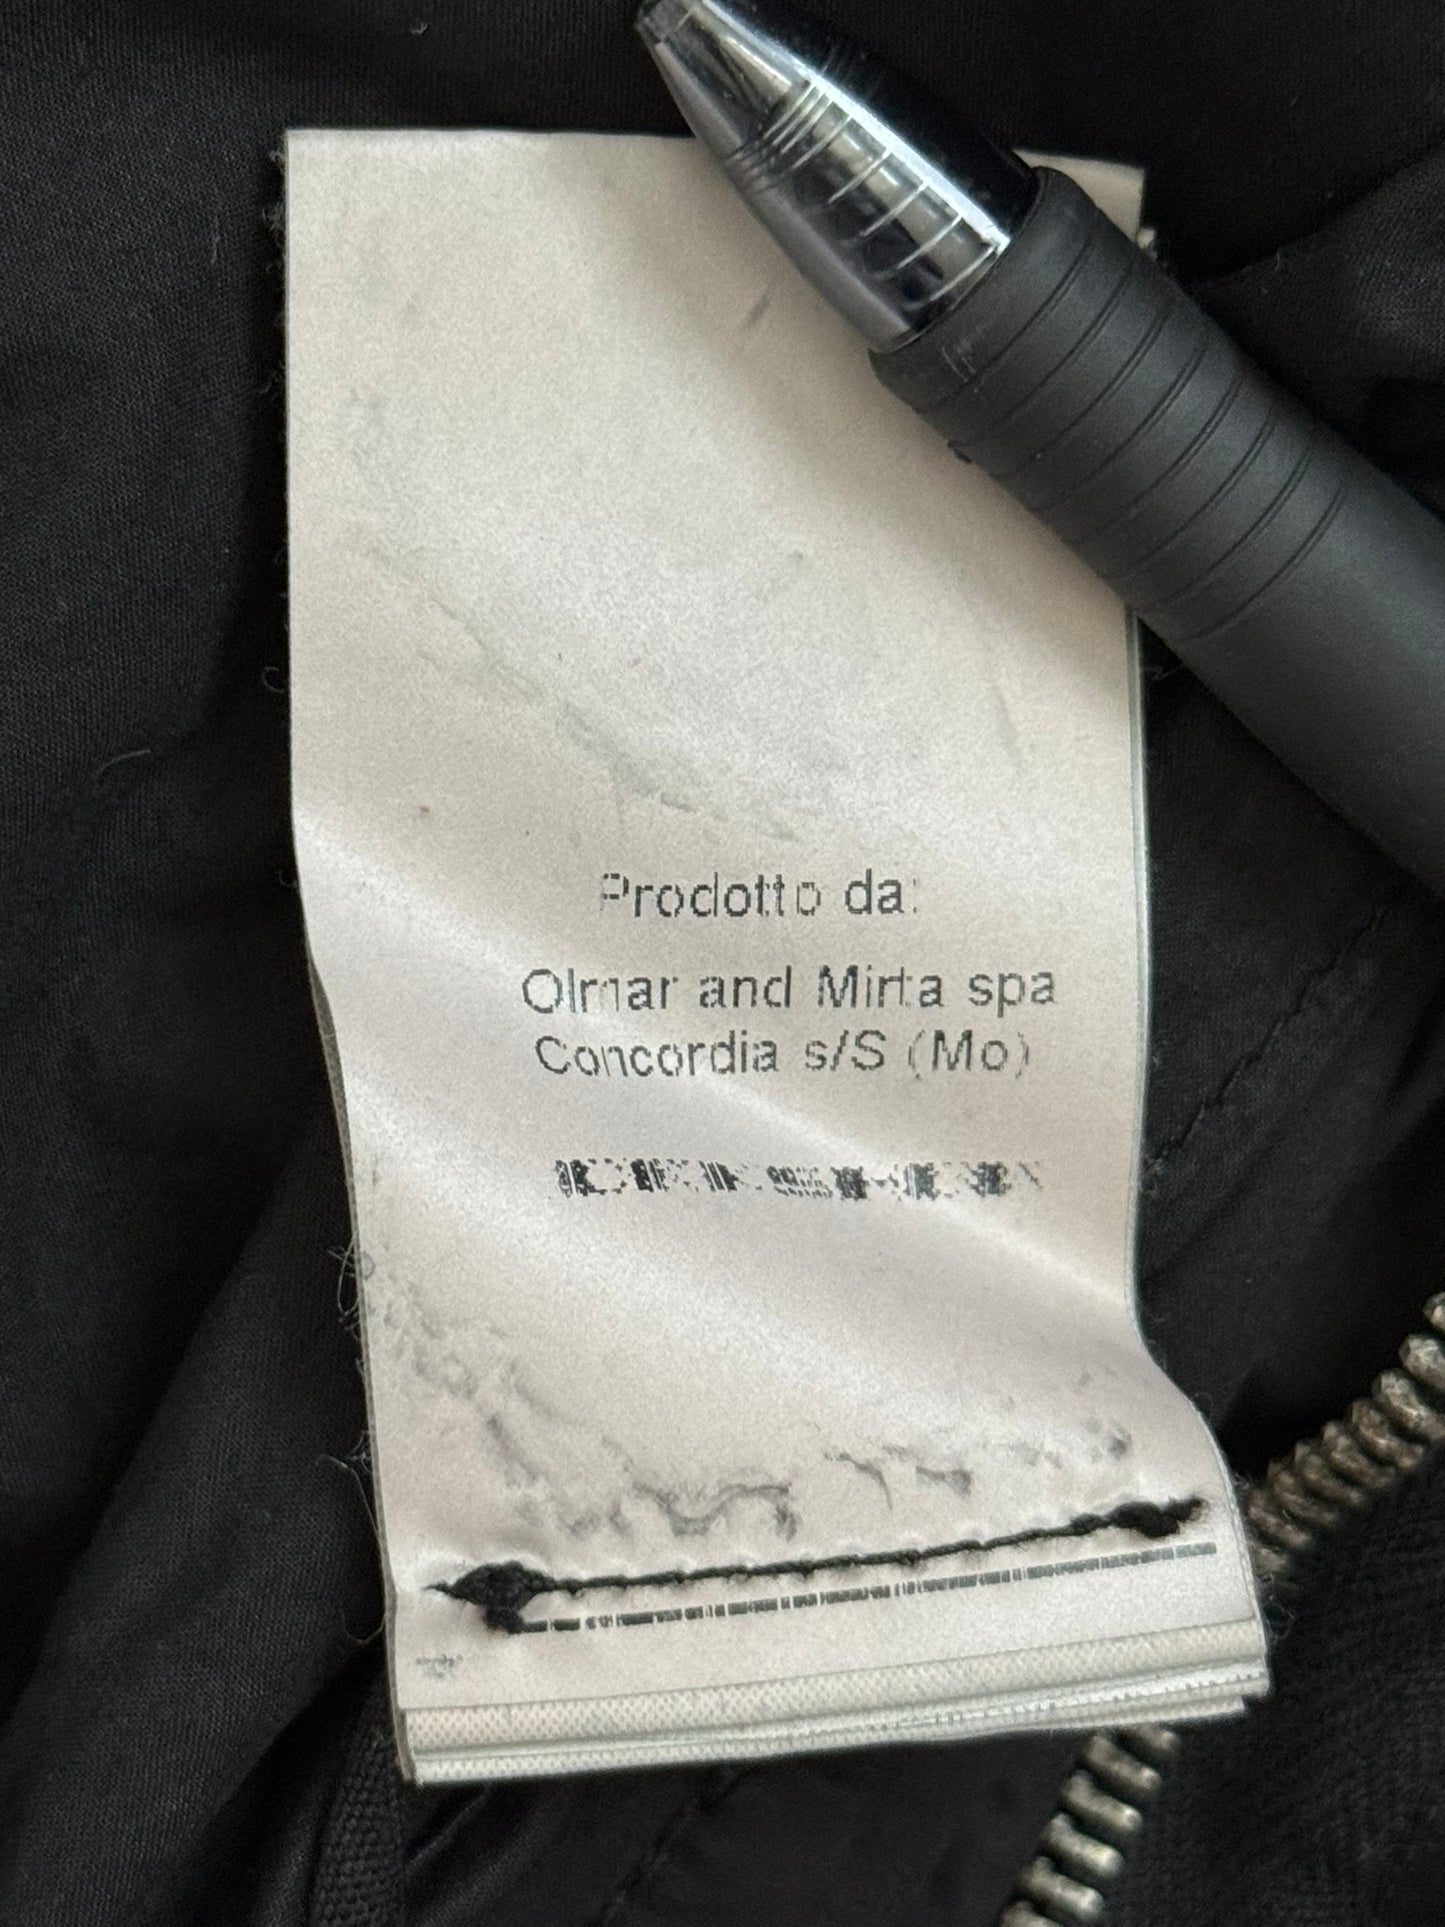 Prodotto da:
Olmar and Mirta spa
Concordia s/S (Mo)